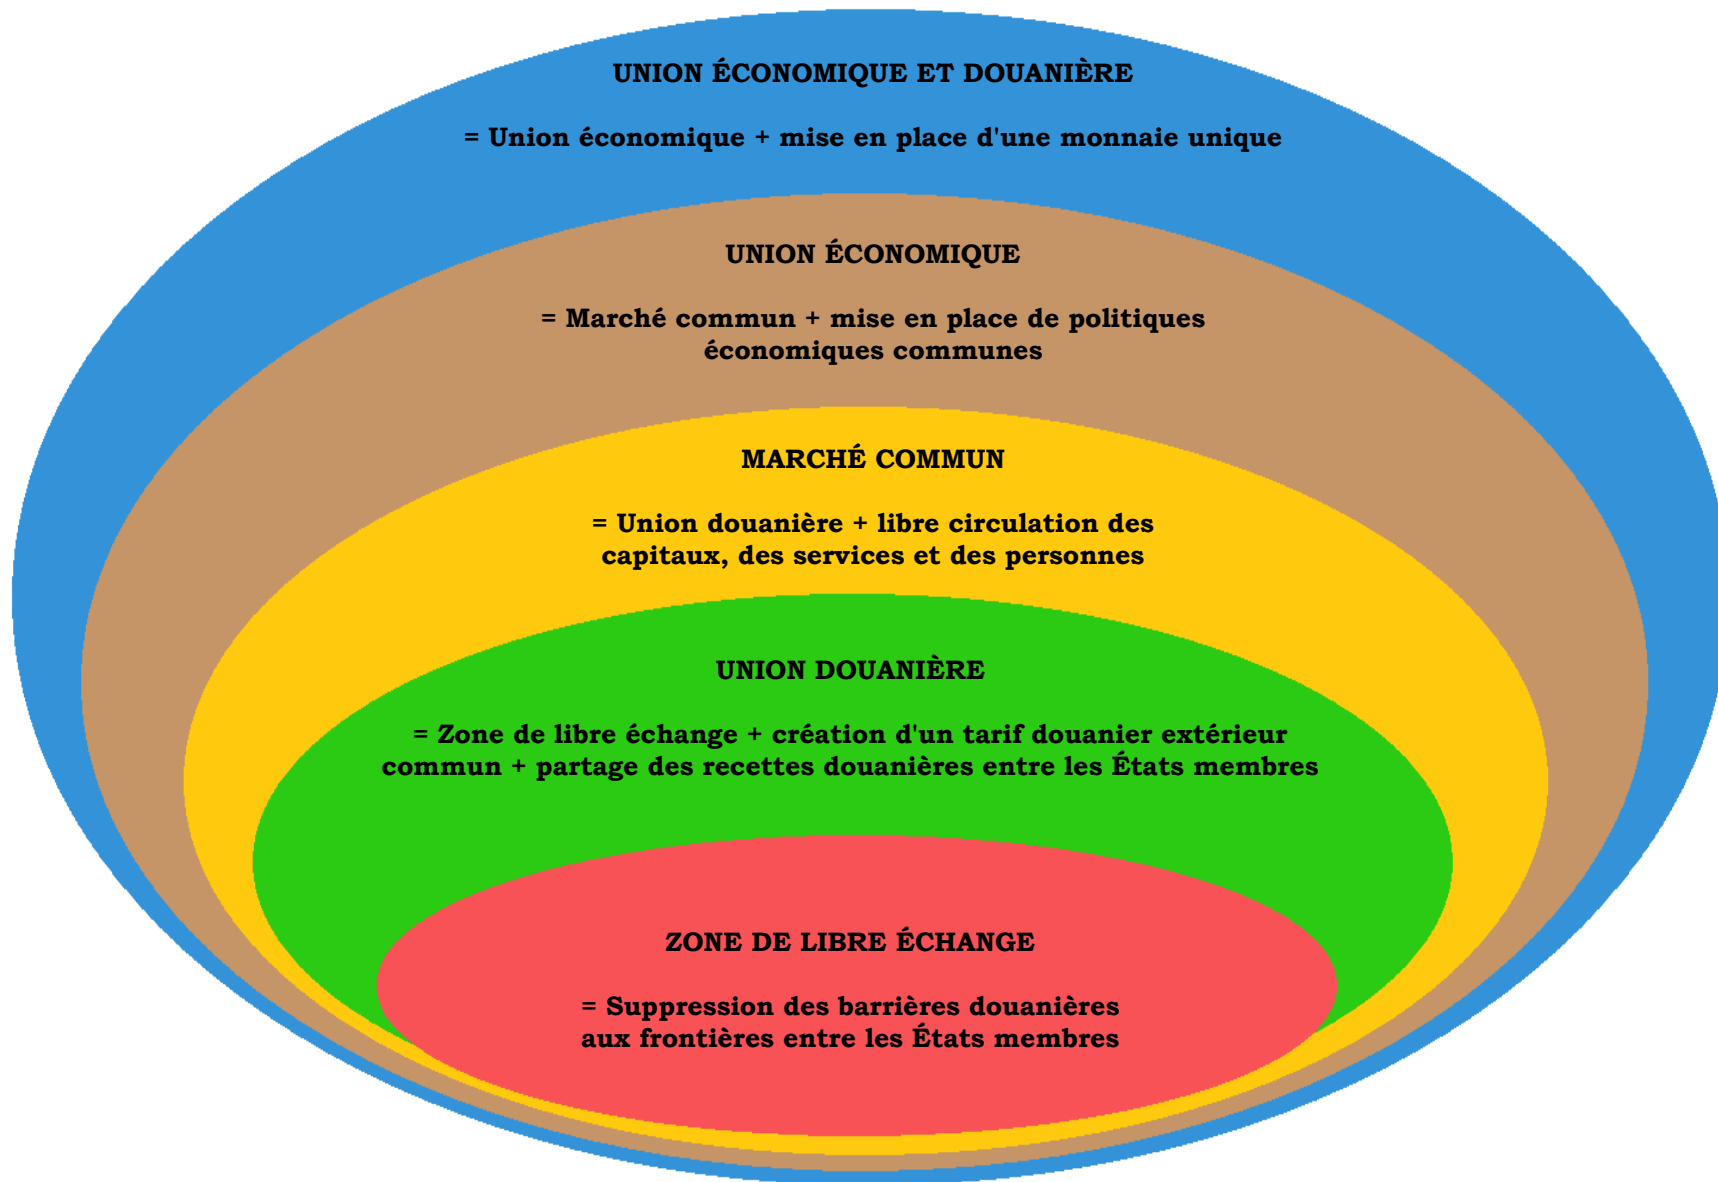 UNION ÉCONOMIQUE ET DOUANIÈRE
= Union économique + mise en place d'une monnaie unique
UNION ÉCONOMIQUE
= Marché commun + mise en place de politiques
économiques communes
MARCHÉ COMMUN
= Union douanière + libre circulation des
capitaux, des services et des personnes
UNION DOUANIÈRE
= Zone de libre échange + création d'un tarif douanier extérieur
commun + partage des recettes douanières entre les États membres
ZONE DE LIBRE ÉCHANGE
= Suppression des barrières douanières
aux frontières entre les États membres